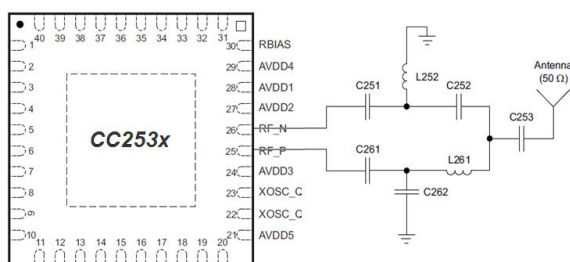 40 39 38 37 36 35 34 33 32 31
1 30 RBIAS
2 29 AVDD4
3 28 AVDD1
4 27 AVDD2
5 26 RF_N
6 25 RF_P
7 24 AVDD3
8 23 XOSC_Q
9 22 XOSC_Q
10 21 AVDD5
11 12 13 14 15 16 17 18 19 20
CC253x
L252
C251
C252
C253
Antenna
(50 Ω)
C261
L261
C262